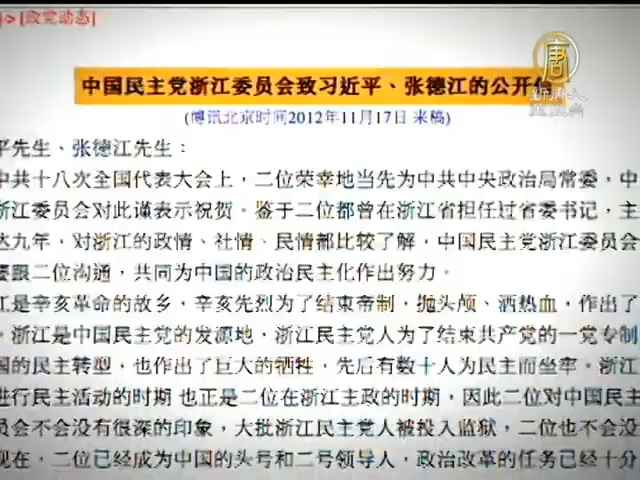 > [政党动态]
中国民主党浙江委员会致习近平、张德江的公开
唐
新唐人
(博讯北京时间2012年11月17日 来稿)
平先生、张德江先生：
中共十八次全国代表大会上，二位荣幸地当先为中共中央政治局常委，中
浙江委员会对此谨表示祝贺。鉴于二位都曾在浙江省担任过省委书记，主
达九年，对浙江的政情、社情、民情都比较了解，中国民主党浙江委员会
要跟二位沟通，共同为中国的政治民主化作出努力。
江是辛亥革命的故乡，辛亥先烈为了结束帝制，抛头颅、洒热血，作出了
。浙江是中国民主党的发源地，浙江民主党人为了结束共产党的一党专制
国的民主转型，也作出了巨大的牺牲，先后有数十人为民主而坐牢。浙江
进行民主活动的时期 也正是二位在浙江主政的时期，因此二位对中国民主
员会不会没有很深的印象，大批浙江民主党人被投入监狱，二位也不会没
现在，二位已经成为中国的头号和二号领导人，政治改革的任务已经十分